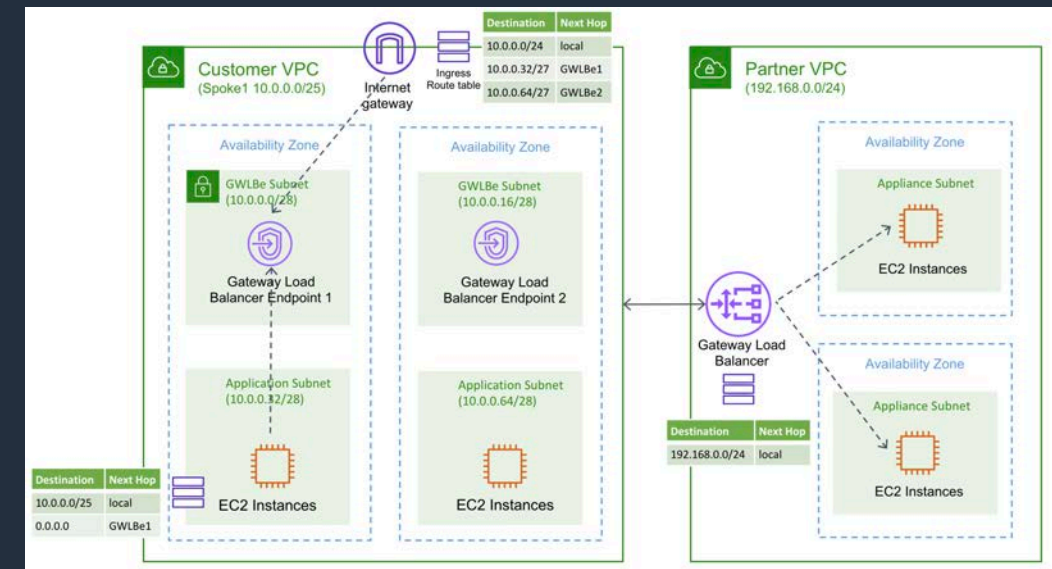 Destination Next Hop
10.0.0.0/24 local
10.0.0.32/27 GWLBe1
10.0.0.64/27 GWLBe2
Ingress
Route table
Internet
gateway
Customer VPC
(Spoke1 10.0.0.0/25)
Availability Zone
GWLBe Subnet
(10.0.0.0/28)
Gateway Load
Balancer Endpoint 1
Application Subnet
(10.0.0.32/28)
EC2 Instances
Destination Next Hop
10.0.0.0/25 local
0.0.0.0 GWLBe1
Availability Zone
GWLBe Subnet
(10.0.0.16/28)
Gateway Load
Balancer Endpoint 2
Application Subnet
(10.0.0.64/28)
EC2 Instances
Partner VPC
(192.168.0.0/24)
Gateway Load
Balancer
Destination Next Hop
192.168.0.0/24 local
Availability Zone
Appliance Subnet
EC2 Instances
Availability Zone
Appliance Subnet
EC2 Instances